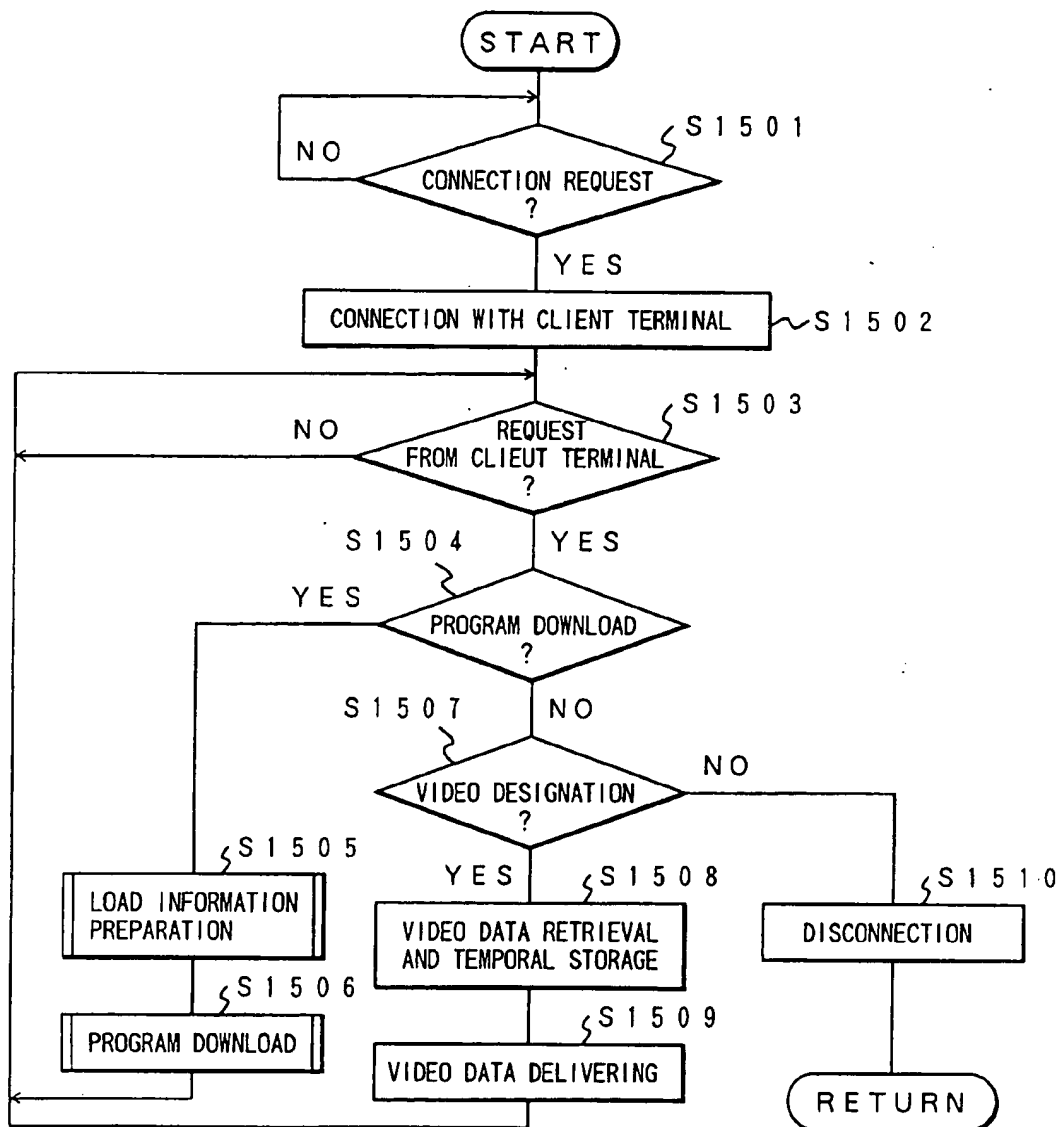 START
S1501
NO
CONNECTION REQUEST
?
YES
CONNECTION WITH CLIENT TERMINAL
S1502
S1503
NO
REQUEST
FROM CLIEUT TERMINAL
?
S1504
YES
YES
PROGRAM DOWNLOAD
?
S1507
NO
NO
VIDEO DESIGNATION
?
S1505
YES
S1508
S1510
LOAD INFORMATION
PREPARATION
VIDEO DATA RETRIEVAL
AND TEMPORAL STORAGE
DISCONNECTION
S1506
S1509
PROGRAM DOWNLOAD
VIDEO DATA DELIVERING
RETURN